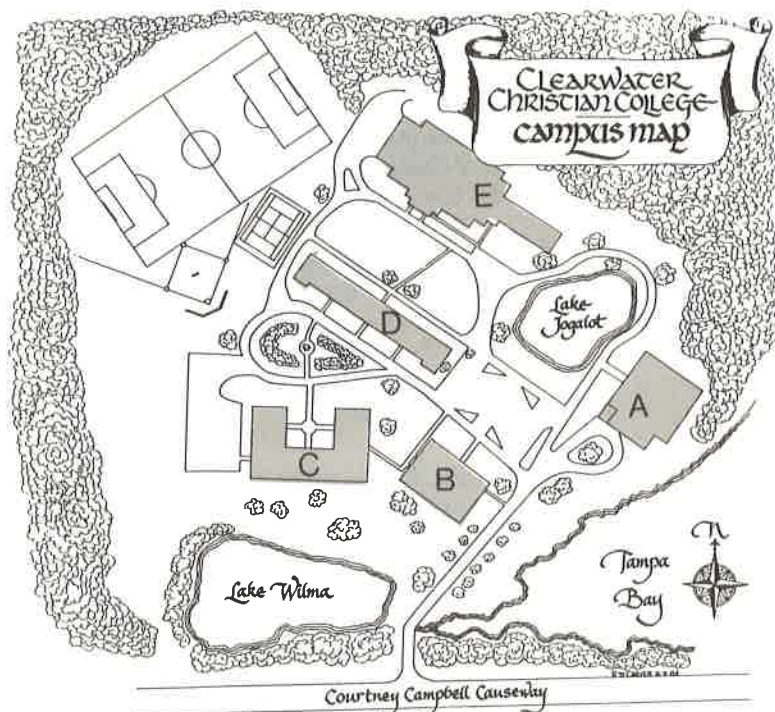 CLEARWATER
CHRISTIAN COLLEGE
CAMPUS MAP
E
Lake
Jogalot
D
A
C
B
N
Tampa
Bay
Lake Wilma
Courtney Campbell Causeway